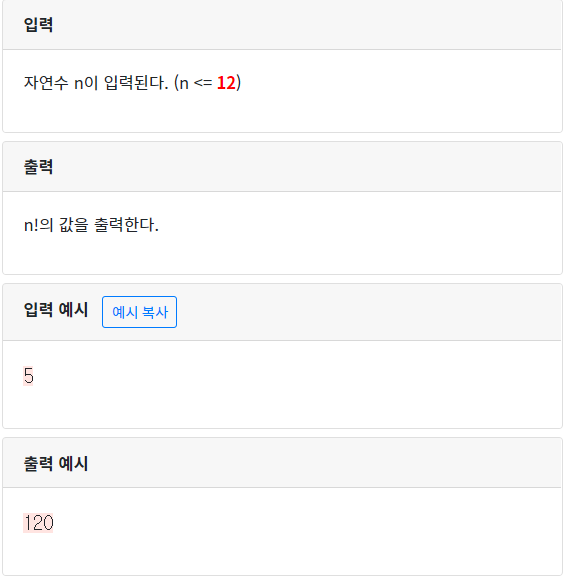 입력
자연수 n이 입력된다. (n <= 12)
출력
n!의 값을 출력한다.
입력 예시 예시 복사
5
출력 예시
120